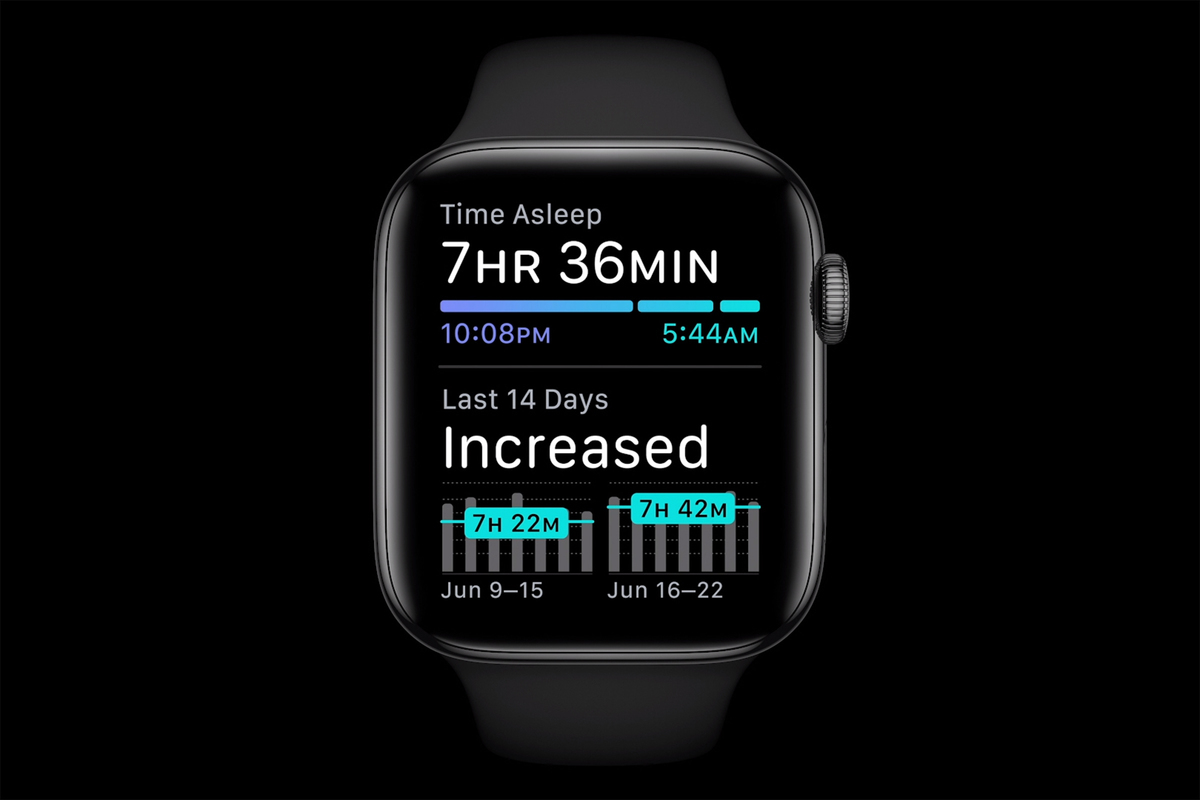 Time Asleep
7HR 36MIN
10:08PM 5:44AM
Last 14 Days
Increased
7H 22M 7H 42M
Jun 9–15 Jun 16–22